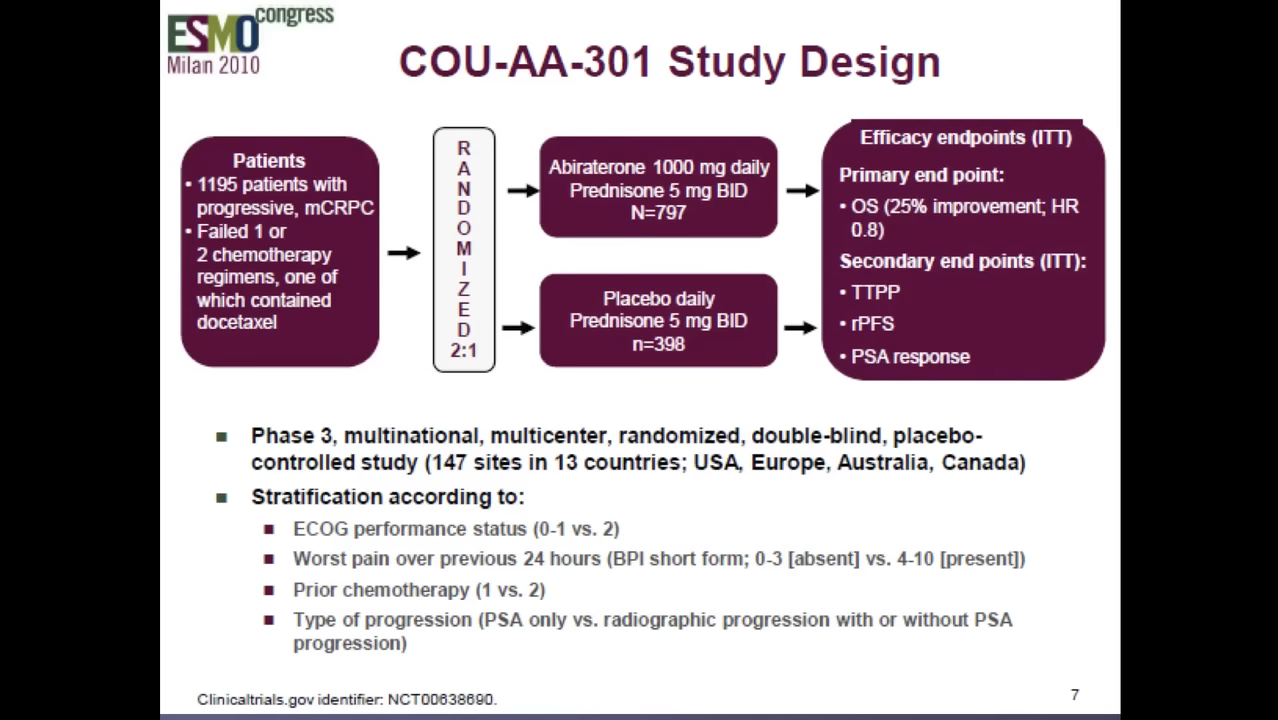 ESMO congress
Milan 2010
COU-AA-301 Study Design
Patients
• 1195 patients with
progressive, mCRPC
• Failed 1 or
2 chemotherapy
regimens, one of
which contained
docetaxel
R
A
N
D
O
M
I
Z
E
D
2:1
Abiraterone 1000 mg daily
Prednisone 5 mg BID
N=797
Placebo daily
Prednisone 5 mg BID
n=398
Efficacy endpoints (ITT)
Primary end point:
• OS (25% improvement; HR
0.8)
Secondary end points (ITT):
• TTPP
• rPFS
• PSA response
■ Phase 3, multinational, multicenter, randomized, double-blind, placebo-
controlled study (147 sites in 13 countries; USA, Europe, Australia, Canada)
■ Stratification according to:
■ ECOG performance status (0-1 vs. 2)
■ Worst pain over previous 24 hours (BPI short form; 0-3 [absent] vs. 4-10 [present])
■ Prior chemotherapy (1 vs. 2)
■ Type of progression (PSA only vs. radiographic progression with or without PSA
progression)
Clinicaltrials.gov identifier: NCT00638690.
7